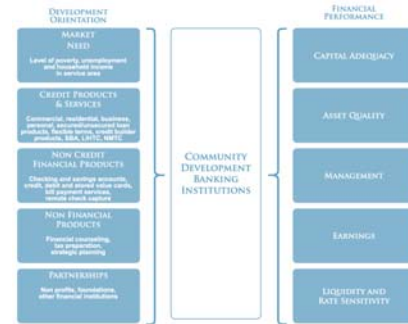 DEVELOPMENT
ORIENTATION
MARKET
NEED
Level of poverty, unemployment
and household income
in service area
CREDIT PRODUCTS
& SERVICES
Commercial, residential, business,
personal, secured/unsecured loan
products, flexible terms, credit builder
products, SBA, LIHTC, NMTC
NON CREDIT
FINANCIAL PRODUCTS
Checking and savings accounts,
credit, debit and stored value cards,
bill payment services,
remote check capture
NON FINANCIAL
PRODUCTS
Financial counseling,
tax preparation,
strategic planning
PARTNERSHIPS
Non profits, foundations,
other financial institutions
COMMUNITY
DEVELOPMENT
BANKING
INSTITUTIONS
FINANCIAL
PERFORMANCE
CAPITAL ADEQUACY
ASSET QUALITY
MANAGEMENT
EARNINGS
LIQUIDITY AND
RATE SENSITIVITY